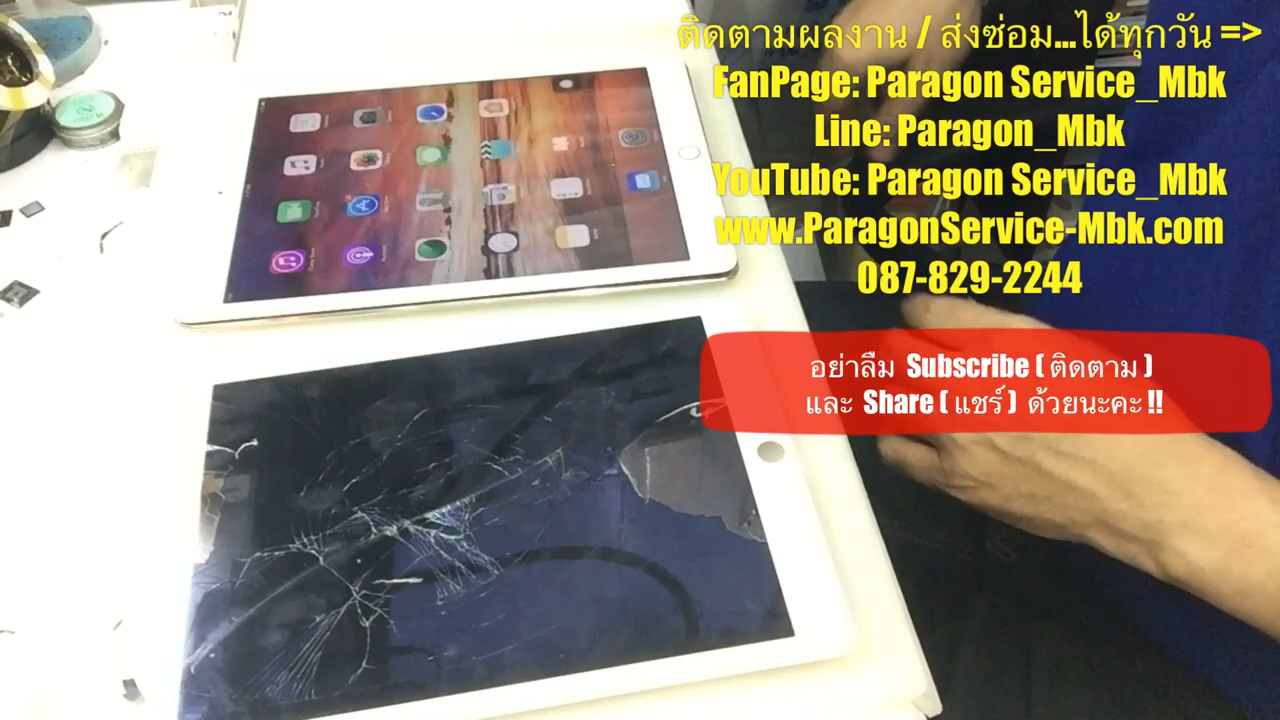 ติดตามผลงาน / ส่งซ่อม...ได้ทุกวัน =>
FanPage: Paragon Service_Mbk
Line: Paragon_Mbk
YouTube: Paragon Service_Mbk
www.ParagonService-Mbk.com
087-829-2244
อย่าลืม Subscribe ( ติดตาม )
และ Share ( แชร์ ) ด้วยนะคะ !!